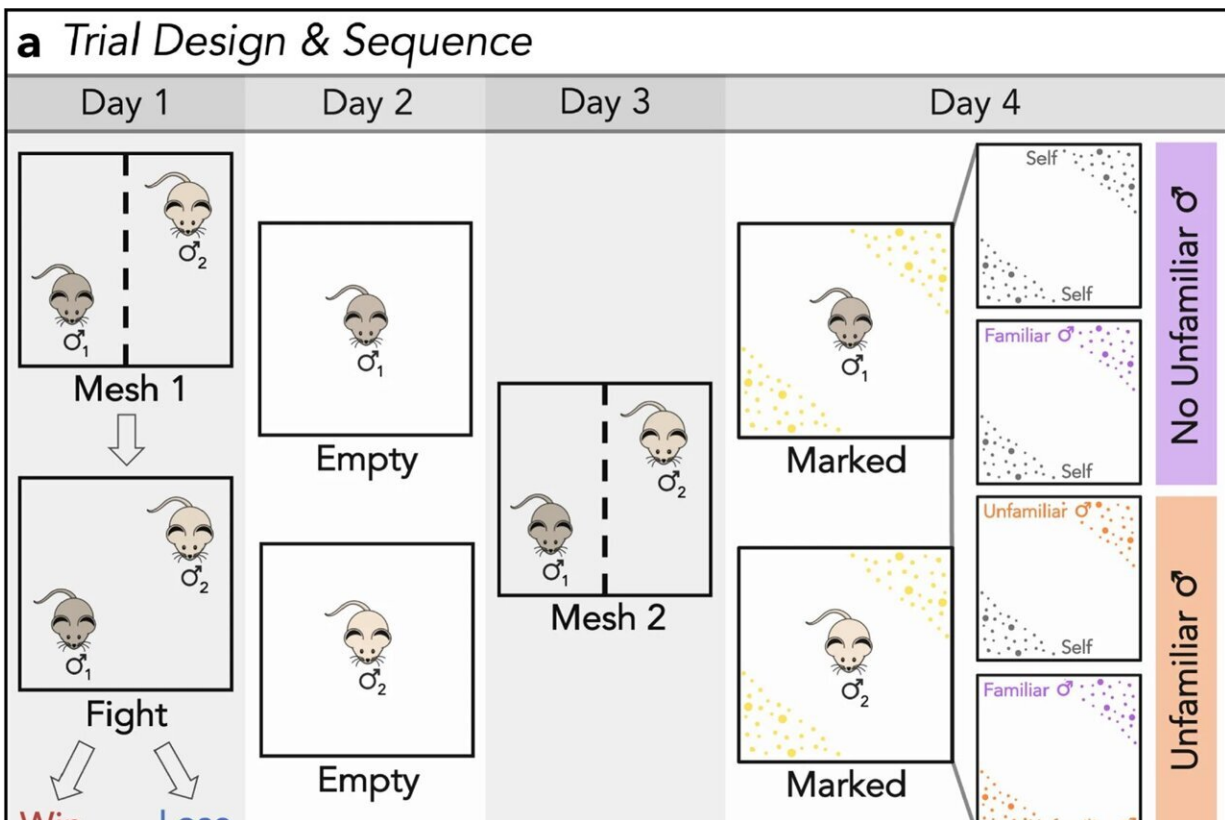 a Trial Design & Sequence
Day 1
Day 2
Day 3
Day 4
♂2
♂1
Mesh 1
♂2
♂1
Fight
♂1
Empty
♂2
Empty
♂2
♂1
Mesh 2
♂1
Marked
♂2
Marked
Self
Self
Familiar ♂
Self
Unfamiliar ♂
Self
Familiar ♂
No Unfamiliar ♂
Unfamiliar ♂